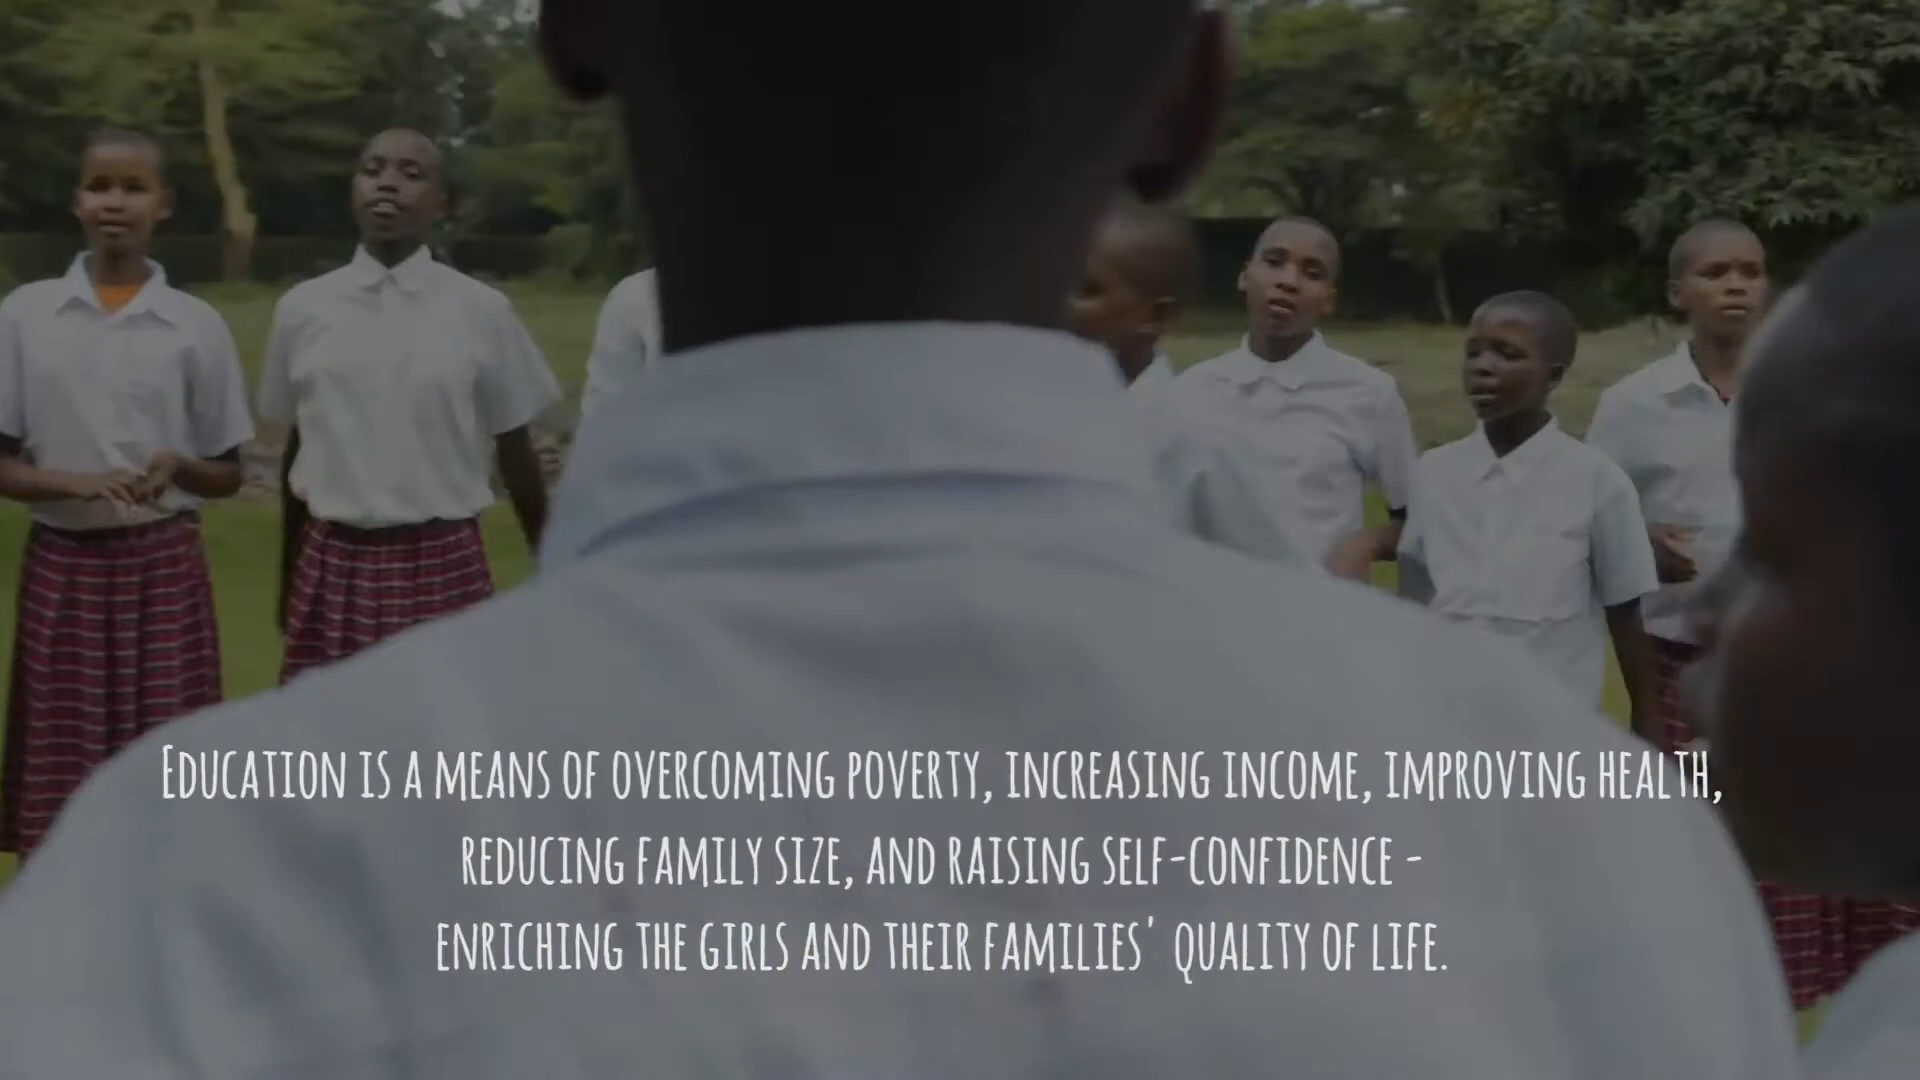 Education is a means of overcoming poverty, increasing income, improving health,
reducing family size, and raising self-confidence -
enriching the girls and their families' quality of life.